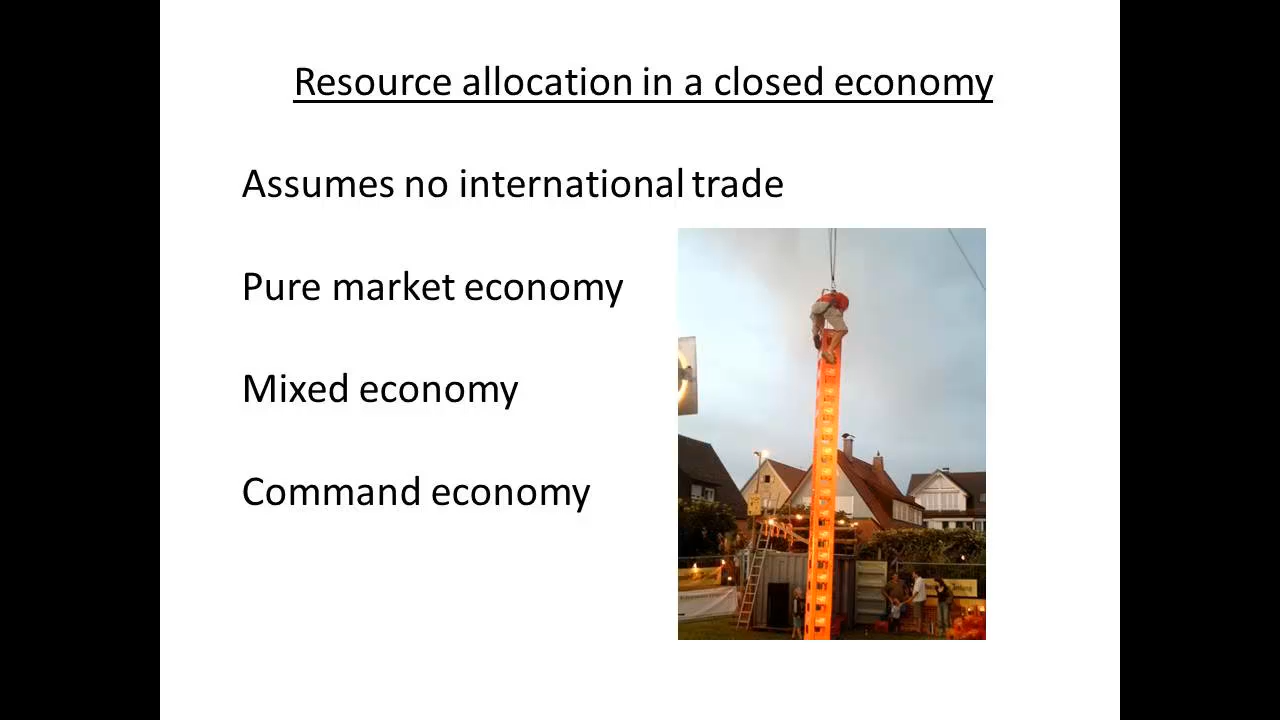 Resource allocation in a closed economy
Assumes no international trade
Pure market economy
Mixed economy
Command economy